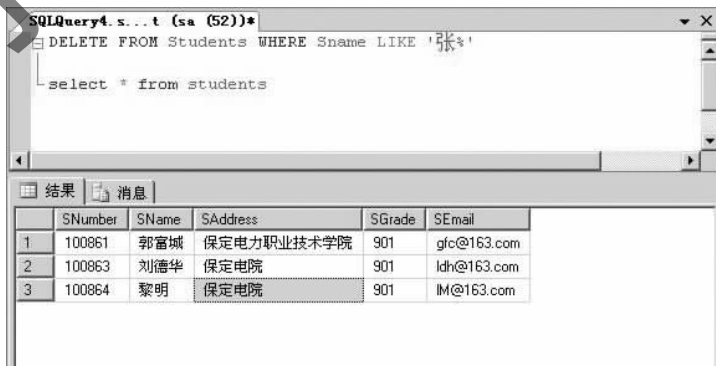 SQLQuery4.s...t (sa (52))*
DELETE FROM Students WHERE Sname LIKE '张%'
select * from students
结果 消息
SNumber SName SAddress SGrade SEmail
1 100861 郭富城 保定电力职业技术学院 901 gfc@163.com
2 100863 刘德华 保定电院 901 ldh@163.com
3 100864 黎明 保定电院 901 lM@163.com